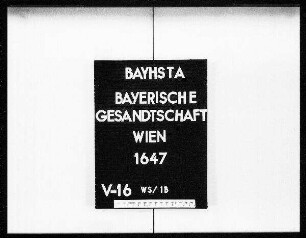 BAYHSTA
BAYERISCHE
GESANDTSCHAFT
WIEN
1647
V-16 WS/1B